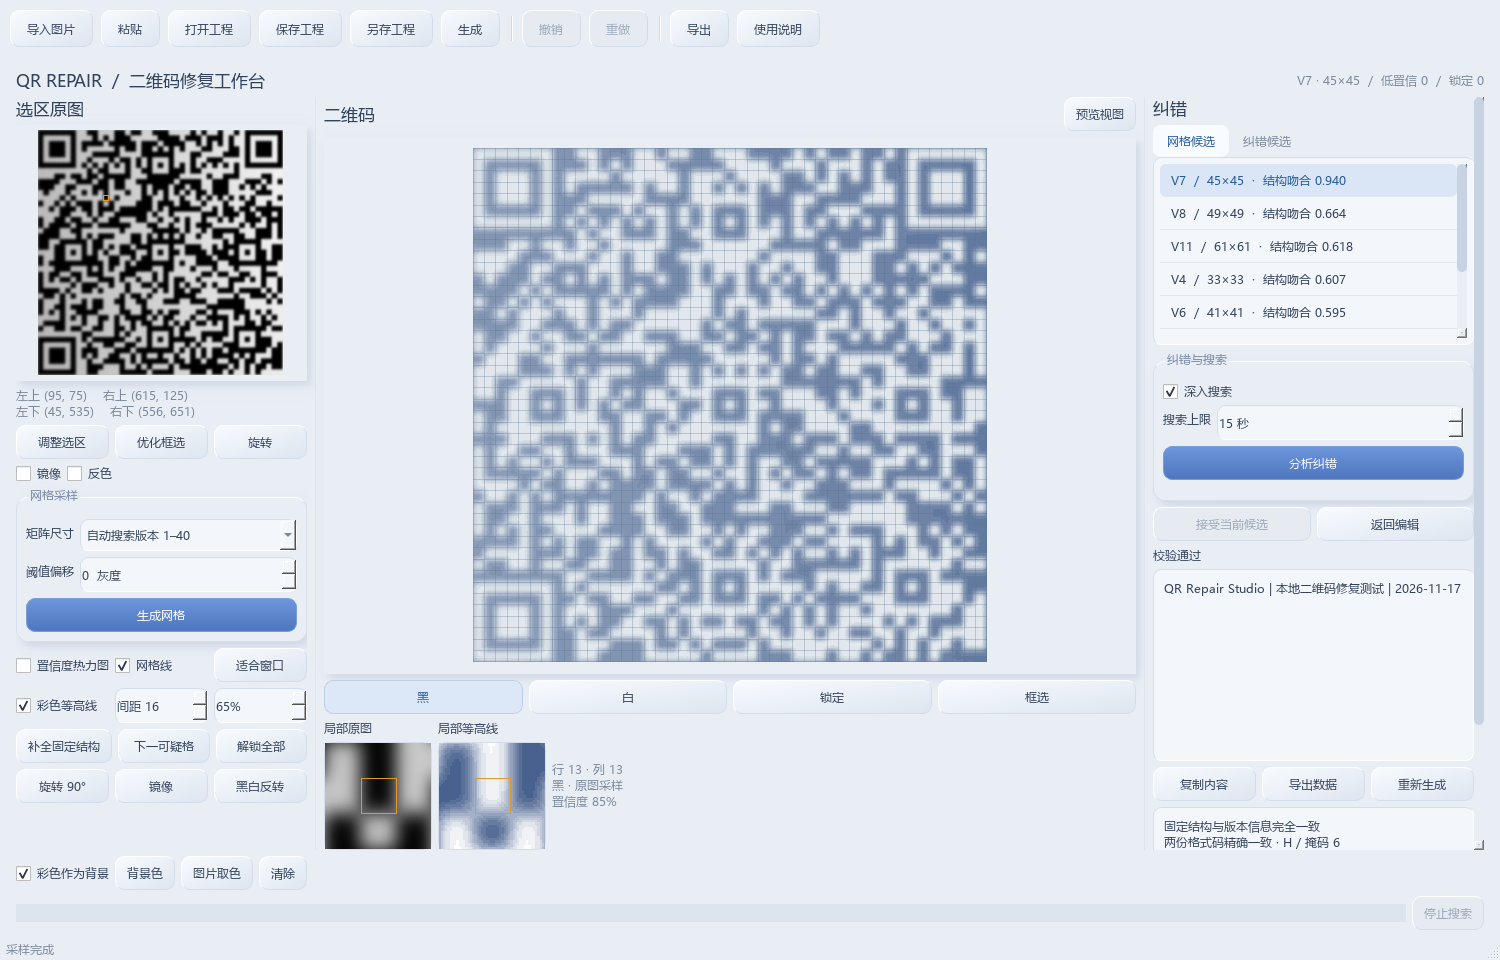 导入图片 粘贴 打开工程 保存工程 另存工程 生成 撤销 重做 导出 使用说明
QR REPAIR / 二维码修复工作台
V7 · 45×45 / 低置信 0 / 锁定 0
选区原图
左上 (95, 75) 右上 (615, 125)
左下 (45, 535) 右下 (556, 651)
调整选区 优化框选 旋转
镜像 反色
网格采样
矩阵尺寸 自动搜索版本 1–40
阈值偏移 0 灰度
生成网格
置信度热力图 网格线 适合窗口
彩色等高线 间距 16 65%
补全固定结构 下一可疑格 解锁全部
旋转 90° 镜像 黑白反转
彩色作为背景 背景色 图片取色 清除
二维码 预览视图
黑 白 锁定 框选
局部原图 局部等高线
行 13 · 列 13
黑 · 原图采样
置信度 85%
纠错
网格候选 纠错候选
V7 / 45×45 · 结构吻合 0.940
V8 / 49×49 · 结构吻合 0.664
V11 / 61×61 · 结构吻合 0.618
V4 / 33×33 · 结构吻合 0.607
V6 / 41×41 · 结构吻合 0.595
纠错与搜索
深入搜索
搜索上限 15 秒
分析纠错
接受当前候选 返回编辑
校验通过
QR Repair Studio | 本地二维码修复测试 | 2026-11-17
复制内容 导出数据 重新生成
固定结构与版本信息完全一致
两份格式码精确一致 · H / 掩码 6
停止搜索
采样完成